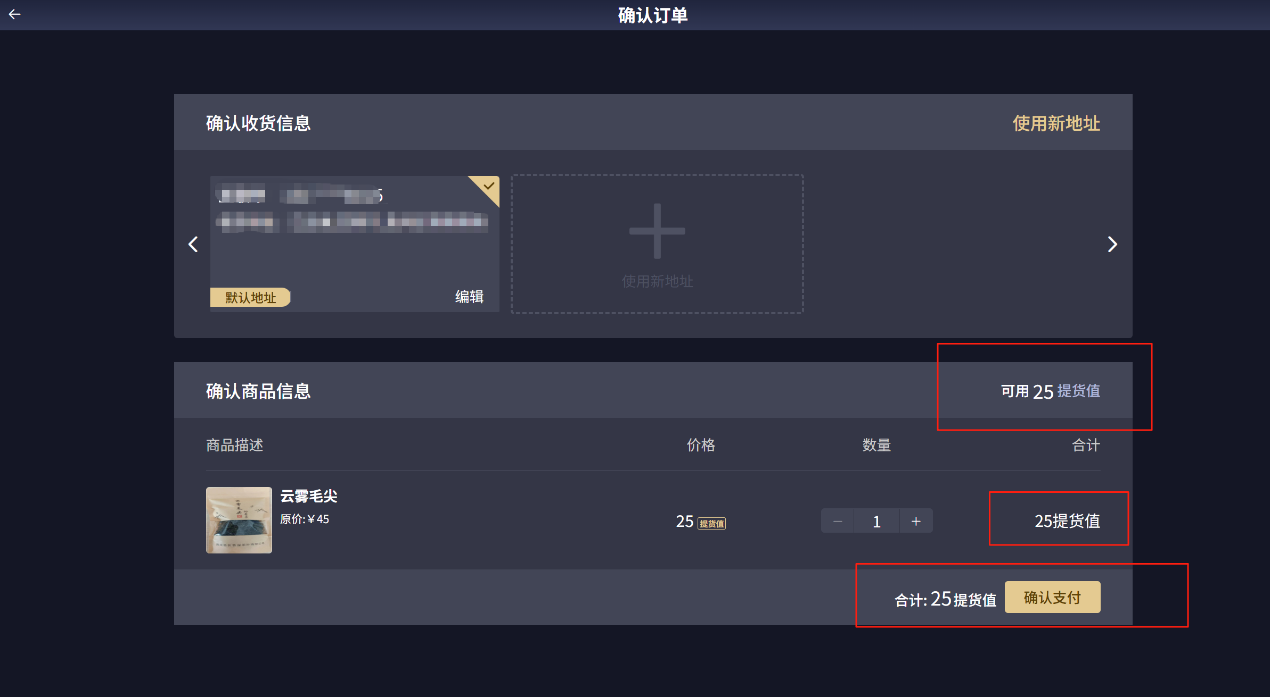 确认订单
确认收货信息
使用新地址
5
默认地址
编辑
使用新地址
确认商品信息
可用 25 提货值
商品描述 价格 数量 合计
云雾毛尖
原价:￥45
25 提货值
1
25提货值
合计: 25 提货值
确认支付